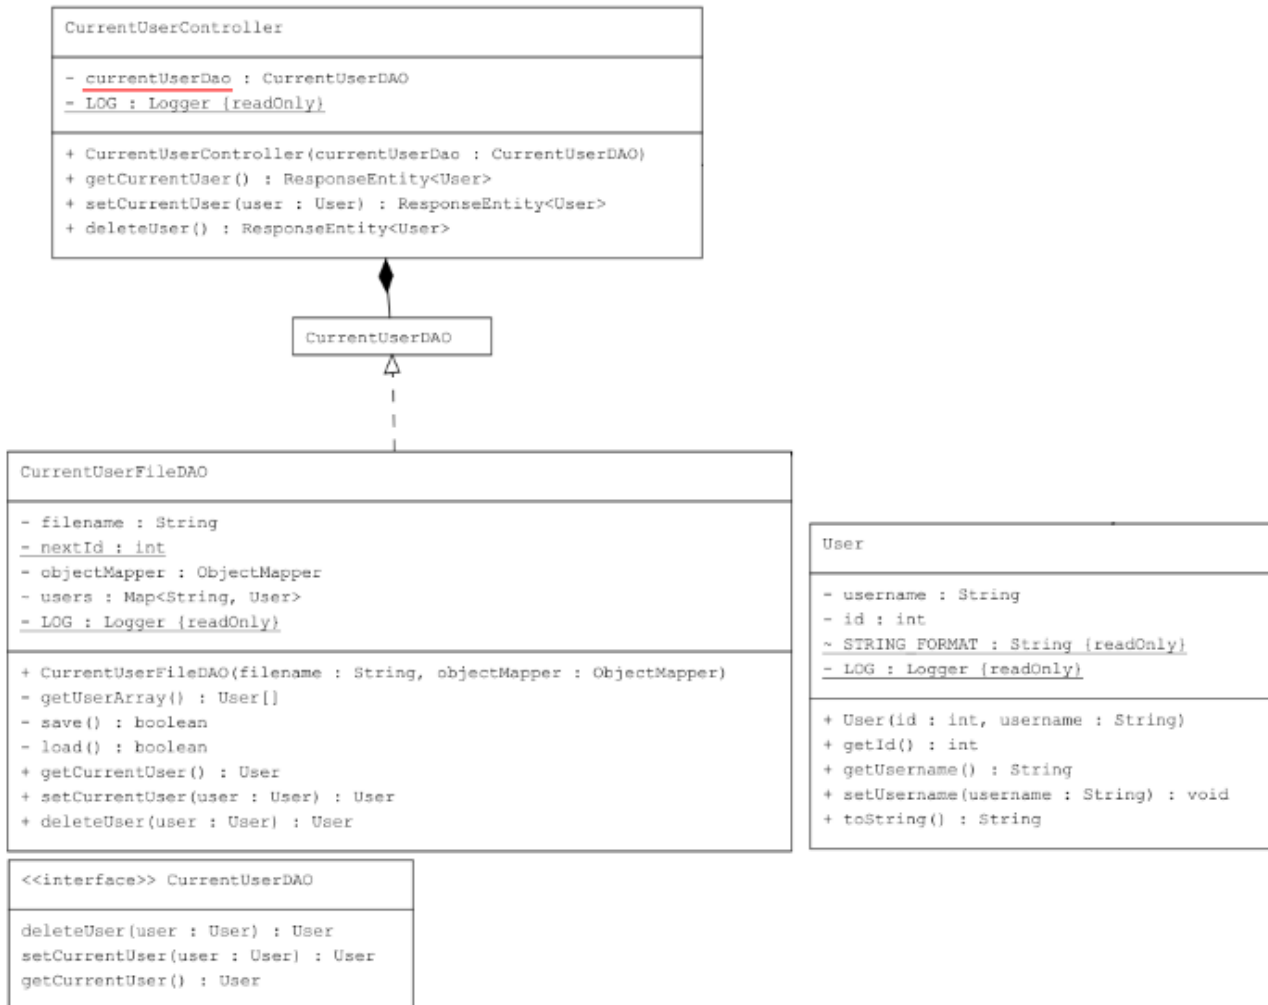 CurrentUserController
- currentUserDao : CurrentUserDAO
- LOG : Logger {readOnly}
+ CurrentUserController(currentUserDao : CurrentUserDAO)
+ getCurrentUser() : ResponseEntity<User>
+ setCurrentUser(user : User) : ResponseEntity<User>
+ deleteUser() : ResponseEntity<User>
CurrentUserDAO
CurrentUserFileDAO
- filename : String
- nextId : int
- objectMapper : ObjectMapper
- users : Map<String, User>
- LOG : Logger {readOnly}
+ CurrentUserFileDAO(filename : String, objectMapper : ObjectMapper)
- getUserArray() : User[]
- save() : boolean
- load() : boolean
+ getCurrentUser() : User
+ setCurrentUser(user : User) : User
+ deleteUser(user : User) : User
User
- username : String
- id : int
~ STRING_FORMAT : String {readOnly}
- LOG : Logger {readOnly}
+ User(id : int, username : String)
+ getId() : int
+ getUsername() : String
+ setUsername(username : String) : void
+ toString() : String
<<interface>> CurrentUserDAO
deleteUser(user : User) : User
setCurrentUser(user : User) : User
getCurrentUser() : User